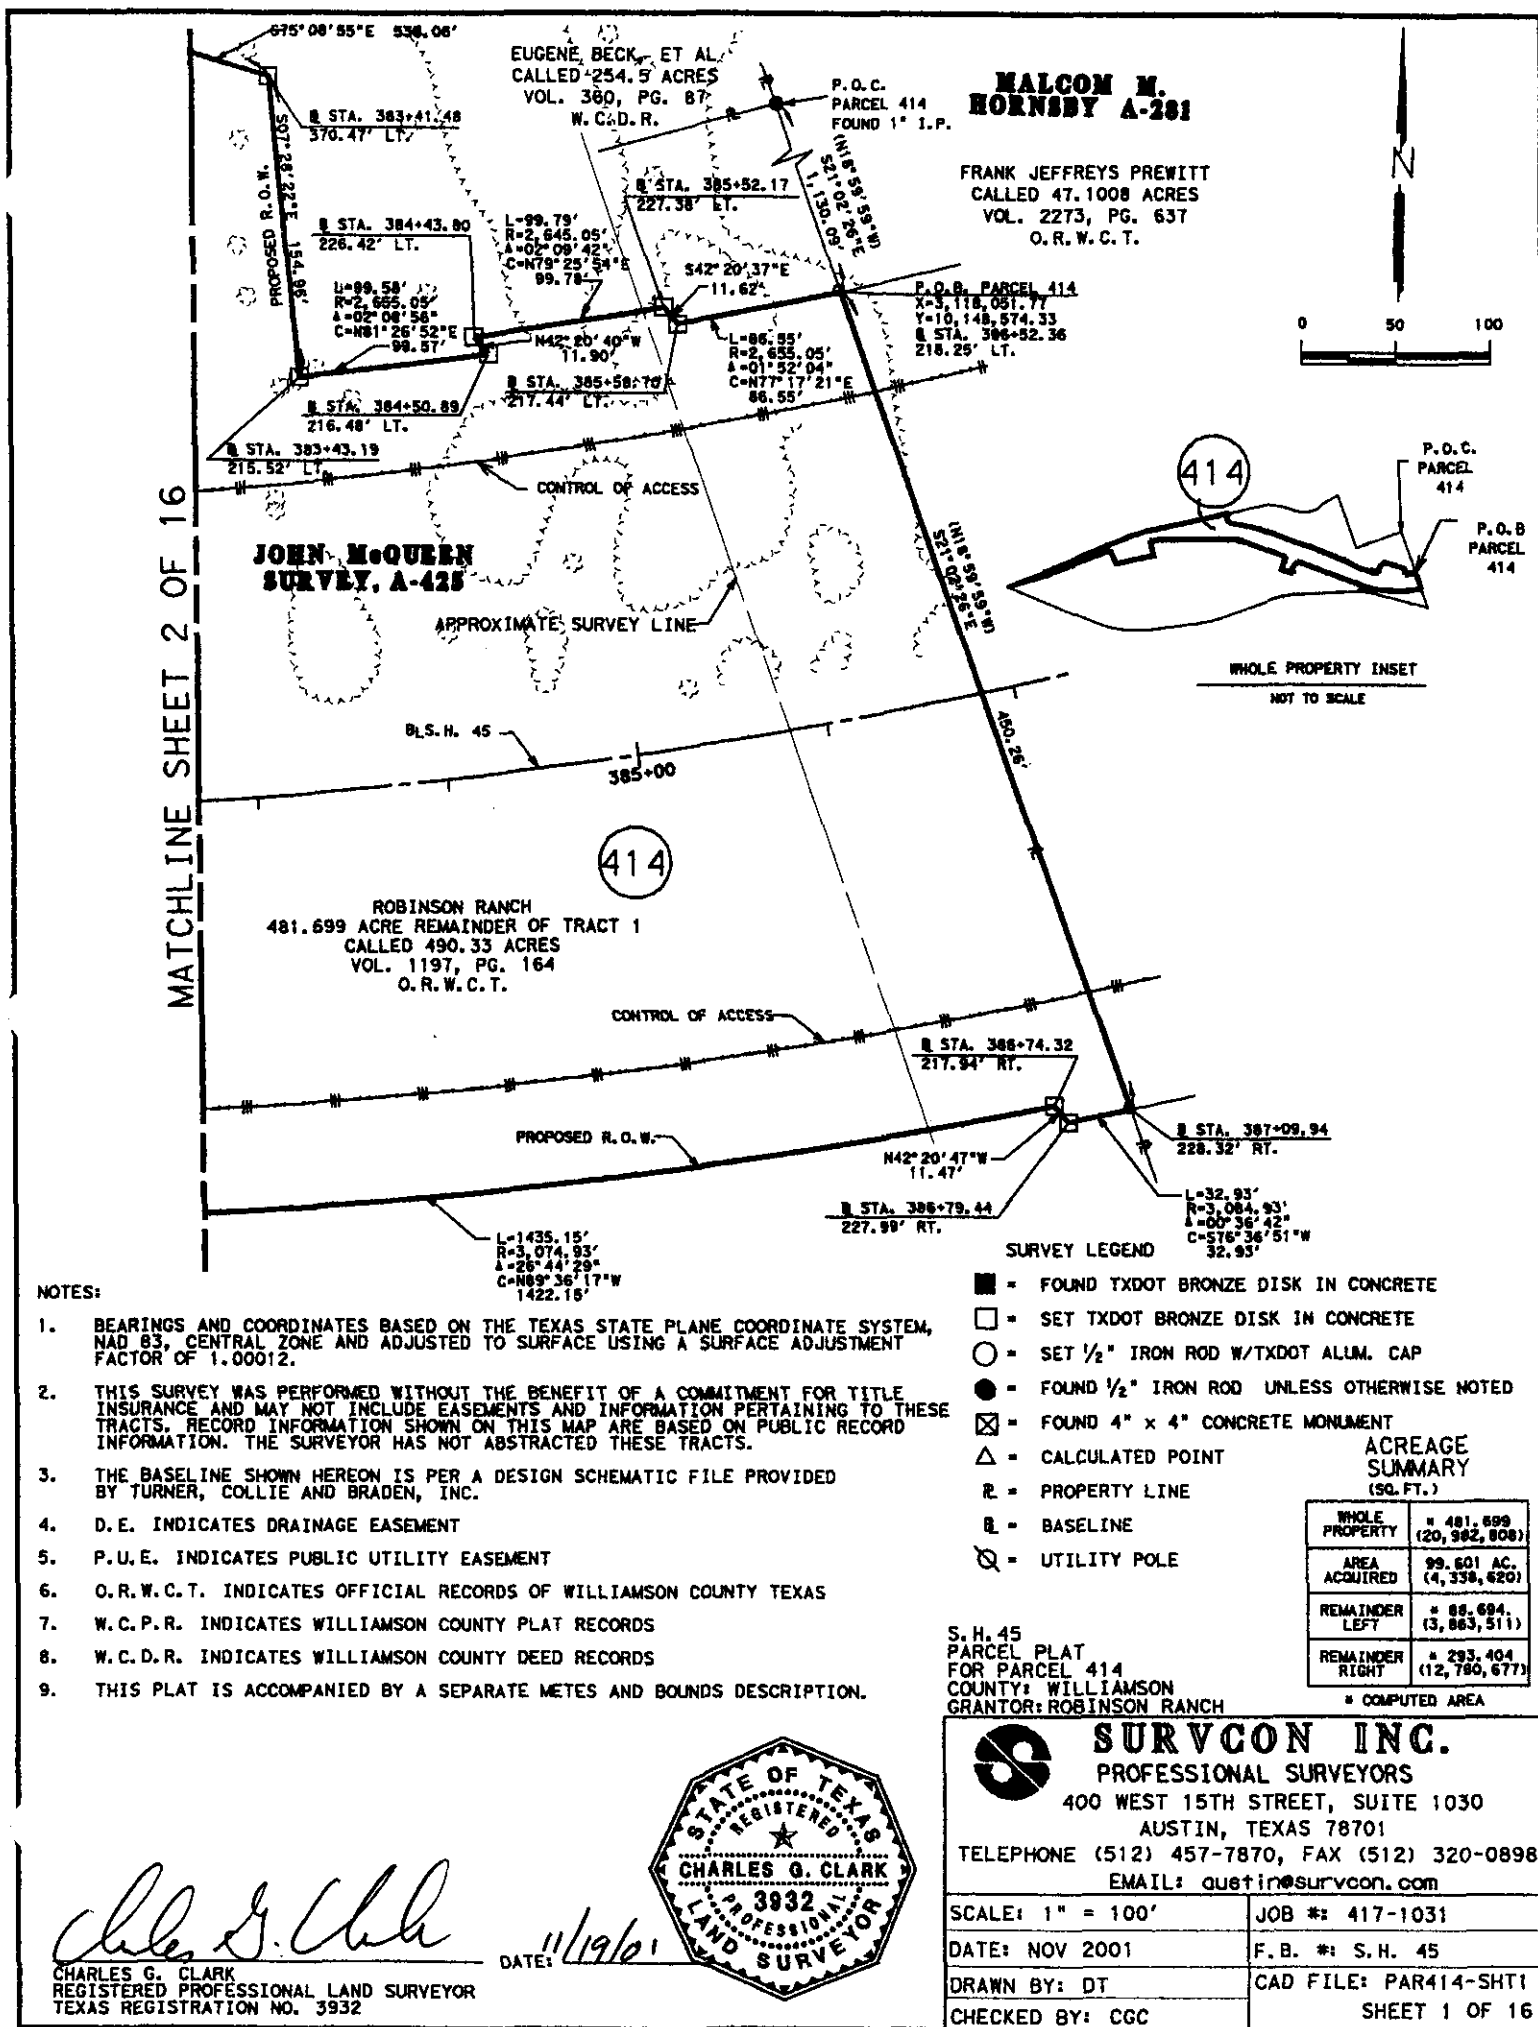 S75°08'55"E 538.06'
EUGENE BECK, ET AL
CALLED 254.5 ACRES
VOL. 360, PG. 87
W.C.D.R.
P.O.C.
PARCEL 414
FOUND 1" I.P.
MALCOM M.
HORNSBY A-281
FRANK JEFFREYS PREWITT
CALLED 47.1008 ACRES
VOL. 2273, PG. 637
O.R.W.C.T.
N
℄ STA. 383+41.48
370.47' LT.
S07°28'22"E 154.96'
PROPOSED R.O.W.
℄ STA. 384+43.80
226.42' LT.
L=99.58'
R=2,665.05'
Δ=02°08'56"
C=N81°26'52"E
99.57'
L=99.79'
R=2,645.05'
Δ=02°09'42"
C=N79°25'54"E
99.78'
℄ STA. 385+52.17
227.38' LT.
S42°20'37"E
11.62'
(N18°59'59"W)
S21°02'26"E
1,130.09'
P.O.B. PARCEL 414
X=3,118,051.77
Y=10,148,574.33
℄ STA. 386+52.36
218.25' LT.
0 50 100
N42°20'40"W
11.90'
L=86.55'
R=2,655.05'
Δ=01°52'04"
C=N77°17'21"E
86.55'
℄ STA. 385+58.70
217.44' LT.
℄ STA. 384+50.89
216.48' LT.
℄ STA. 383+43.19
215.52' LT.
CONTROL OF ACCESS
414
P.O.C.
PARCEL
414
P.O.B
PARCEL
414
WHOLE PROPERTY INSET
NOT TO SCALE
JOHN McQUEEN
SURVEY, A-425
APPROXIMATE SURVEY LINE
(N18°59'59"W)
S21°02'26"E
450.26'
MATCHLINE SHEET 2 OF 16
BLS.H. 45
385+00
414
ROBINSON RANCH
481.699 ACRE REMAINDER OF TRACT 1
CALLED 490.33 ACRES
VOL. 1197, PG. 164
O.R.W.C.T.
CONTROL OF ACCESS
℄ STA. 386+74.32
217.94' RT.
PROPOSED R.O.W.
N42°20'47"W
11.47'
℄ STA. 387+09.94
228.32' RT.
℄ STA. 386+79.44
227.99' RT.
L=32.93'
R=3,084.93'
Δ=00°36'42"
C=S76°36'51"W
32.93'
L=1435.15'
R=3,074.93'
Δ=26°44'29"
C=N89°36'17"W
1422.15'
NOTES:
1. BEARINGS AND COORDINATES BASED ON THE TEXAS STATE PLANE COORDINATE SYSTEM,
NAD 83, CENTRAL ZONE AND ADJUSTED TO SURFACE USING A SURFACE ADJUSTMENT
FACTOR OF 1.00012.
2. THIS SURVEY WAS PERFORMED WITHOUT THE BENEFIT OF A COMMITMENT FOR TITLE
INSURANCE AND MAY NOT INCLUDE EASEMENTS AND INFORMATION PERTAINING TO THESE
TRACTS. RECORD INFORMATION SHOWN ON THIS MAP ARE BASED ON PUBLIC RECORD
INFORMATION. THE SURVEYOR HAS NOT ABSTRACTED THESE TRACTS.
3. THE BASELINE SHOWN HEREON IS PER A DESIGN SCHEMATIC FILE PROVIDED
BY TURNER, COLLIE AND BRADEN, INC.
4. D.E. INDICATES DRAINAGE EASEMENT
5. P.U.E. INDICATES PUBLIC UTILITY EASEMENT
6. O.R.W.C.T. INDICATES OFFICIAL RECORDS OF WILLIAMSON COUNTY TEXAS
7. W.C.P.R. INDICATES WILLIAMSON COUNTY PLAT RECORDS
8. W.C.D.R. INDICATES WILLIAMSON COUNTY DEED RECORDS
9. THIS PLAT IS ACCOMPANIED BY A SEPARATE METES AND BOUNDS DESCRIPTION.
SURVEY LEGEND
= FOUND TXDOT BRONZE DISK IN CONCRETE
= SET TXDOT BRONZE DISK IN CONCRETE
= SET 1/2" IRON ROD W/TXDOT ALUM. CAP
= FOUND 1/2" IRON ROD UNLESS OTHERWISE NOTED
= FOUND 4" x 4" CONCRETE MONUMENT
= CALCULATED POINT
= PROPERTY LINE
= BASELINE
= UTILITY POLE
ACREAGE
SUMMARY
(SQ.FT.)
WHOLE PROPERTY * 481.699 (20,982,808)
AREA ACQUIRED 99.601 AC. (4,338,620)
REMAINDER LEFT * 88.694 (3,863,511)
REMAINDER RIGHT * 293.404 (12,780,677)
* COMPUTED AREA
S.H.45
PARCEL PLAT
FOR PARCEL 414
COUNTY: WILLIAMSON
GRANTOR: ROBINSON RANCH
SURVCON INC.
PROFESSIONAL SURVEYORS
400 WEST 15TH STREET, SUITE 1030
AUSTIN, TEXAS 78701
TELEPHONE (512) 457-7870, FAX (512) 320-0898
EMAIL: austin@survcon.com
SCALE: 1" = 100' JOB #: 417-1031
DATE: NOV 2001 F.B. #: S.H. 45
DRAWN BY: DT CAD FILE: PAR414-SHT1
CHECKED BY: CGC SHEET 1 OF 16
STATE OF TEXAS
REGISTERED
CHARLES G. CLARK
3932
PROFESSIONAL
LAND SURVEYOR
Charles G. Clark
DATE: 11/19/01
CHARLES G. CLARK
REGISTERED PROFESSIONAL LAND SURVEYOR
TEXAS REGISTRATION NO. 3932